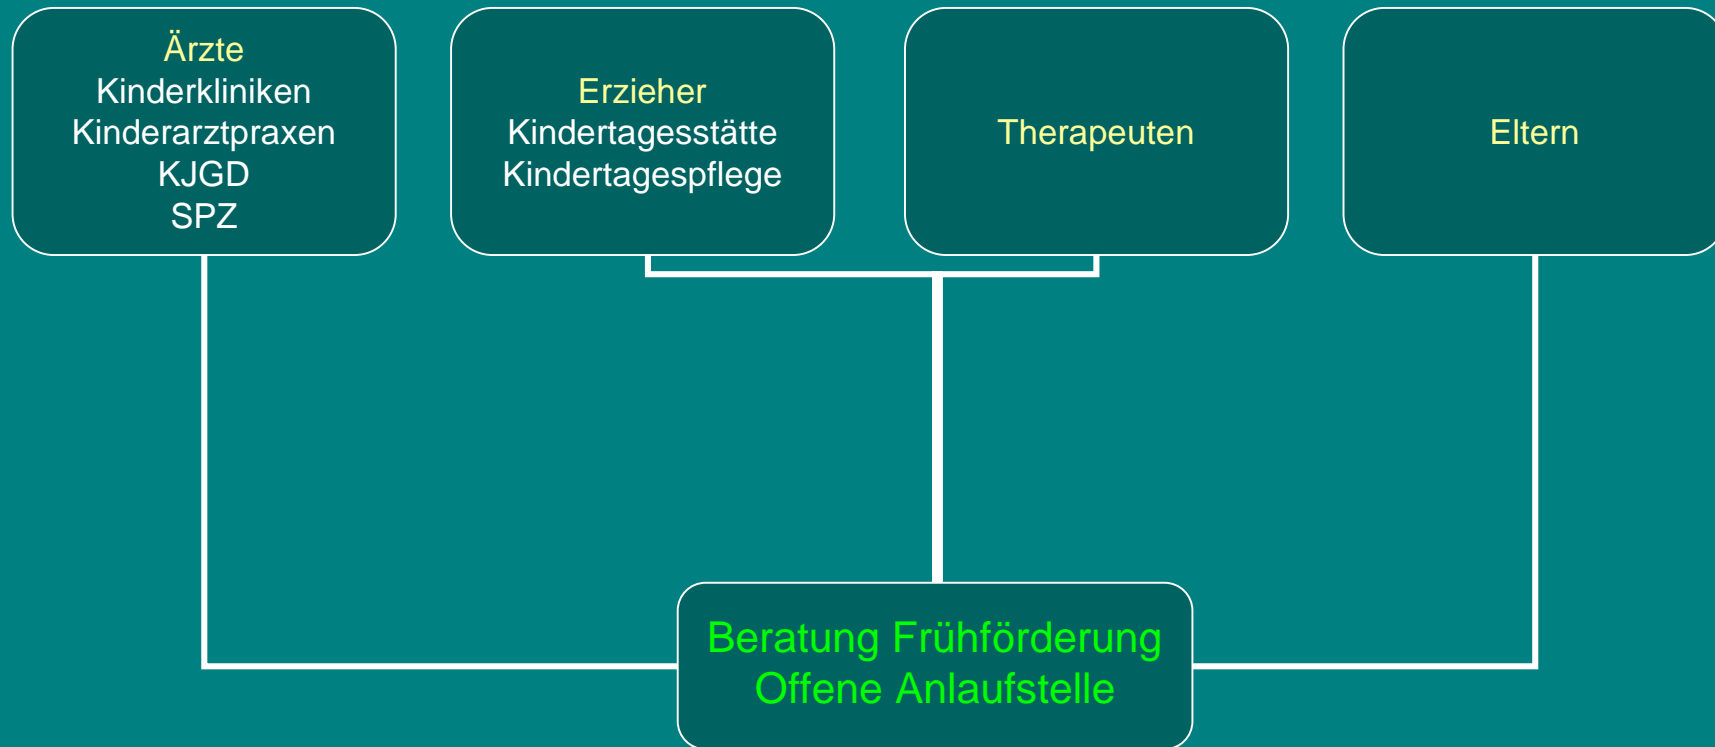 Ärzte
Kinderkliniken
Kinderarztpraxen
KJGD
SPZ
Erzieher
Kindertagesstätte
Kindertagespflege
Therapeuten
Eltern
Beratung Frühförderung
Offene Anlaufstelle